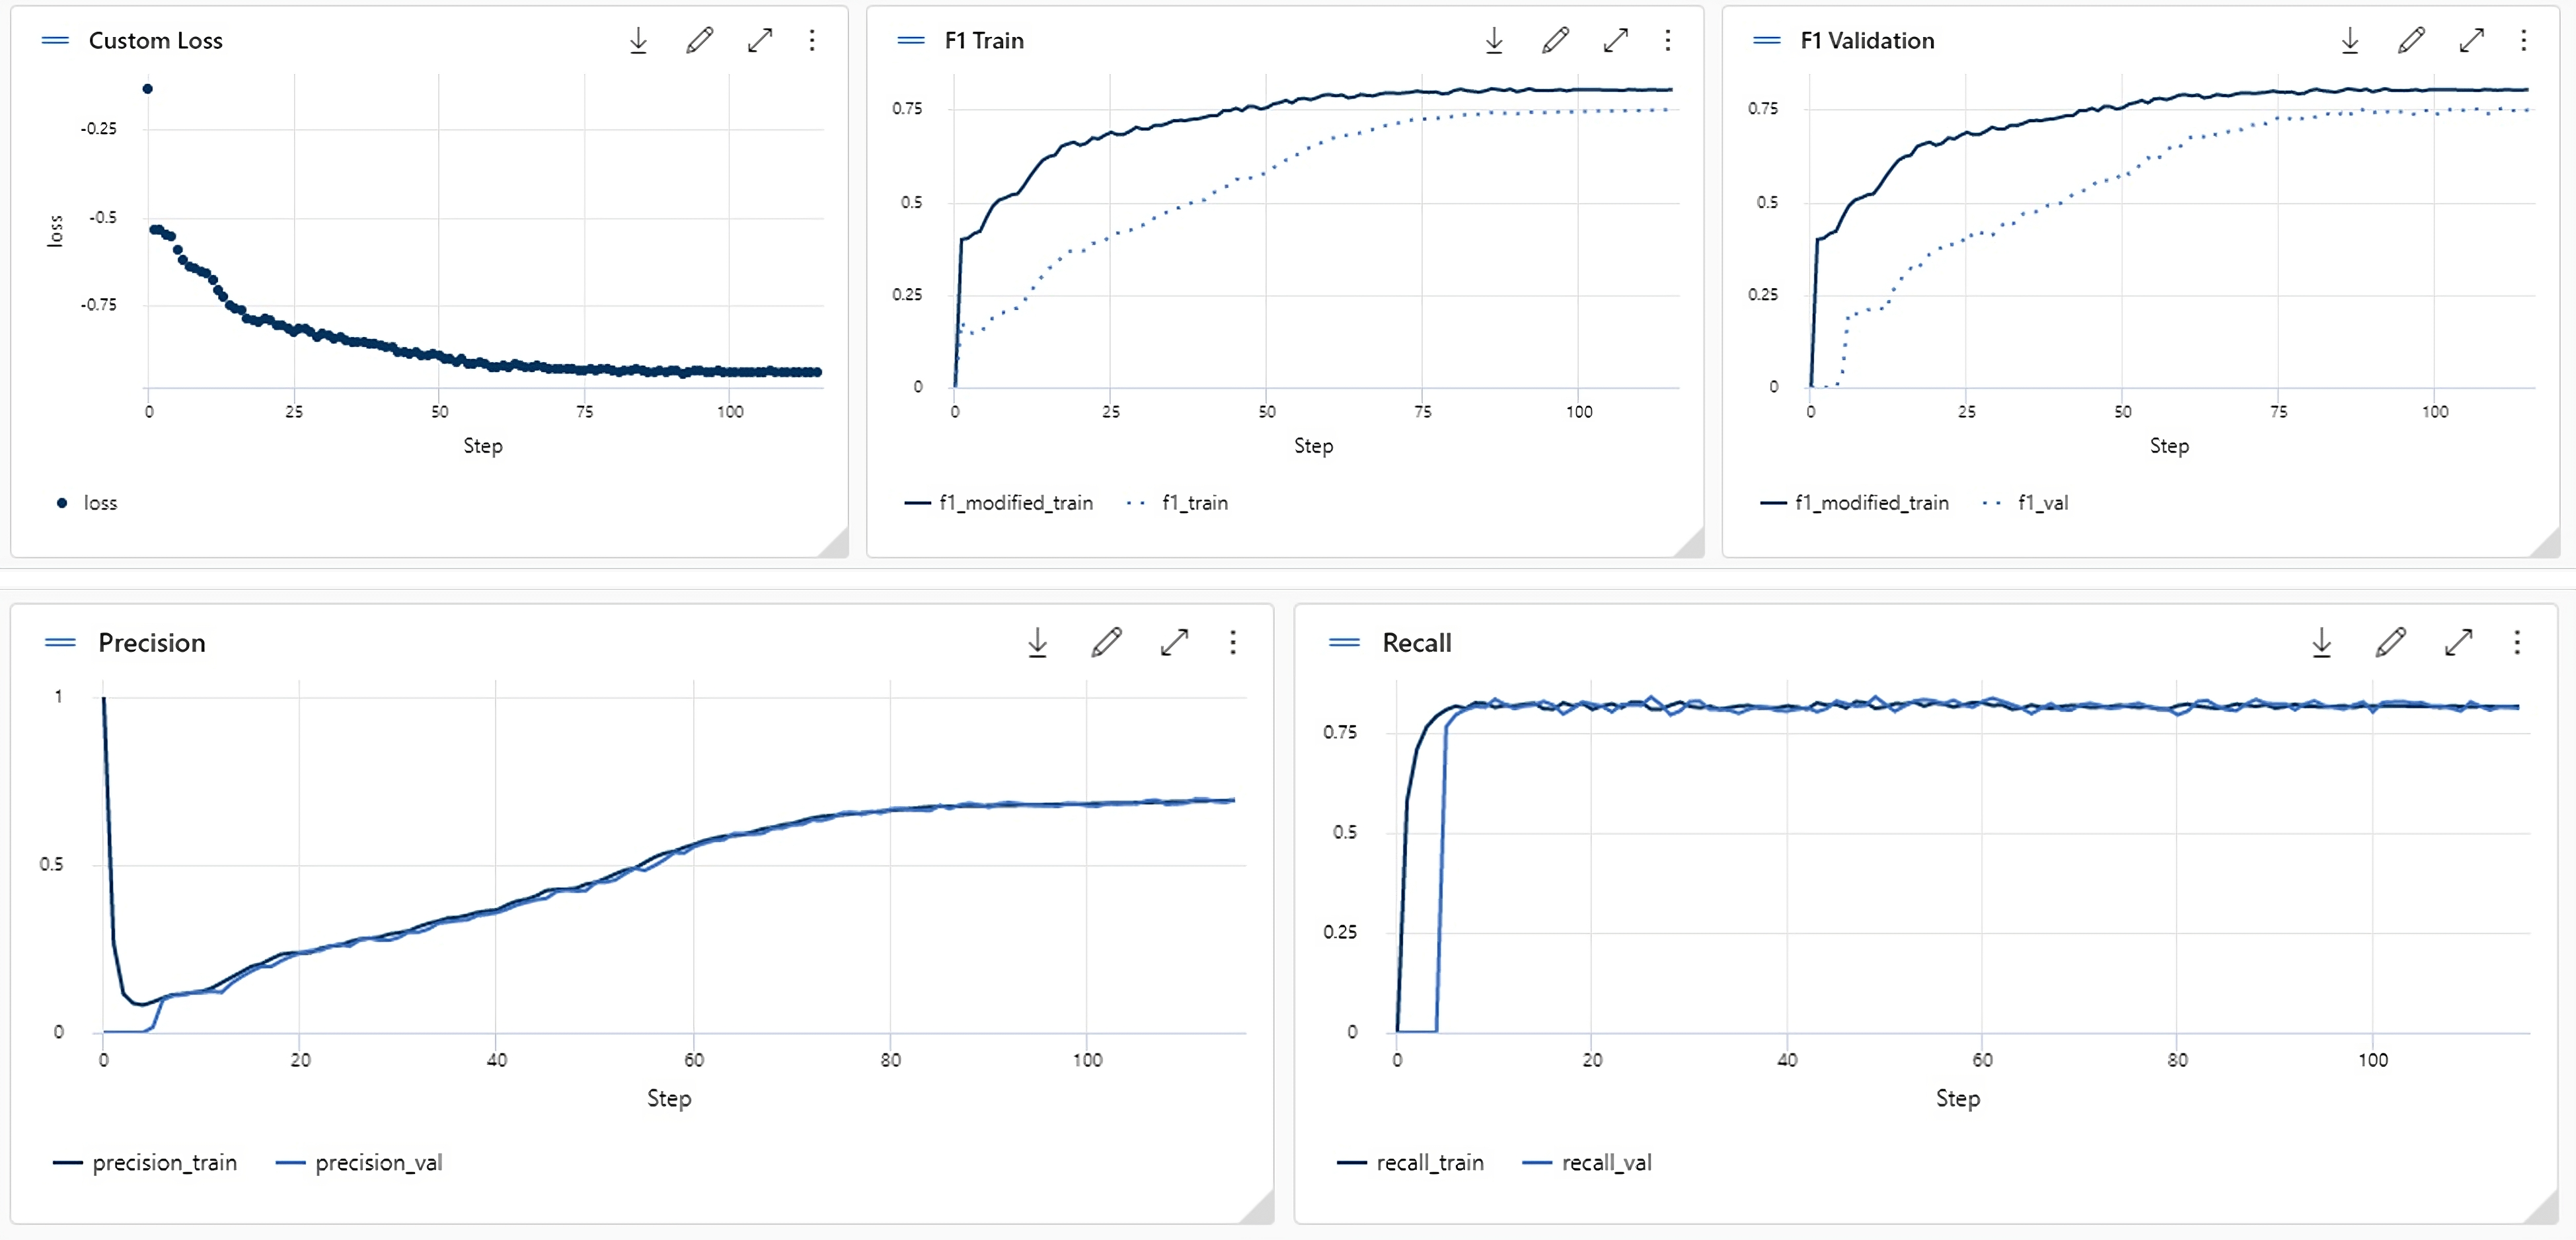 Custom Loss
-0.25
-0.5
-0.75
loss
0 25 50 75 100
Step
loss
F1 Train
0.75
0.5
0.25
0
0 25 50 75 100
Step
f1_modified_train f1_train
F1 Validation
0.75
0.5
0.25
0
0 25 50 75 100
Step
f1_modified_train f1_val
Precision
1
0.5
0
0 20 40 60 80 100
Step
precision_train precision_val
Recall
0.75
0.5
0.25
0
0 20 40 60 80 100
Step
recall_train recall_val